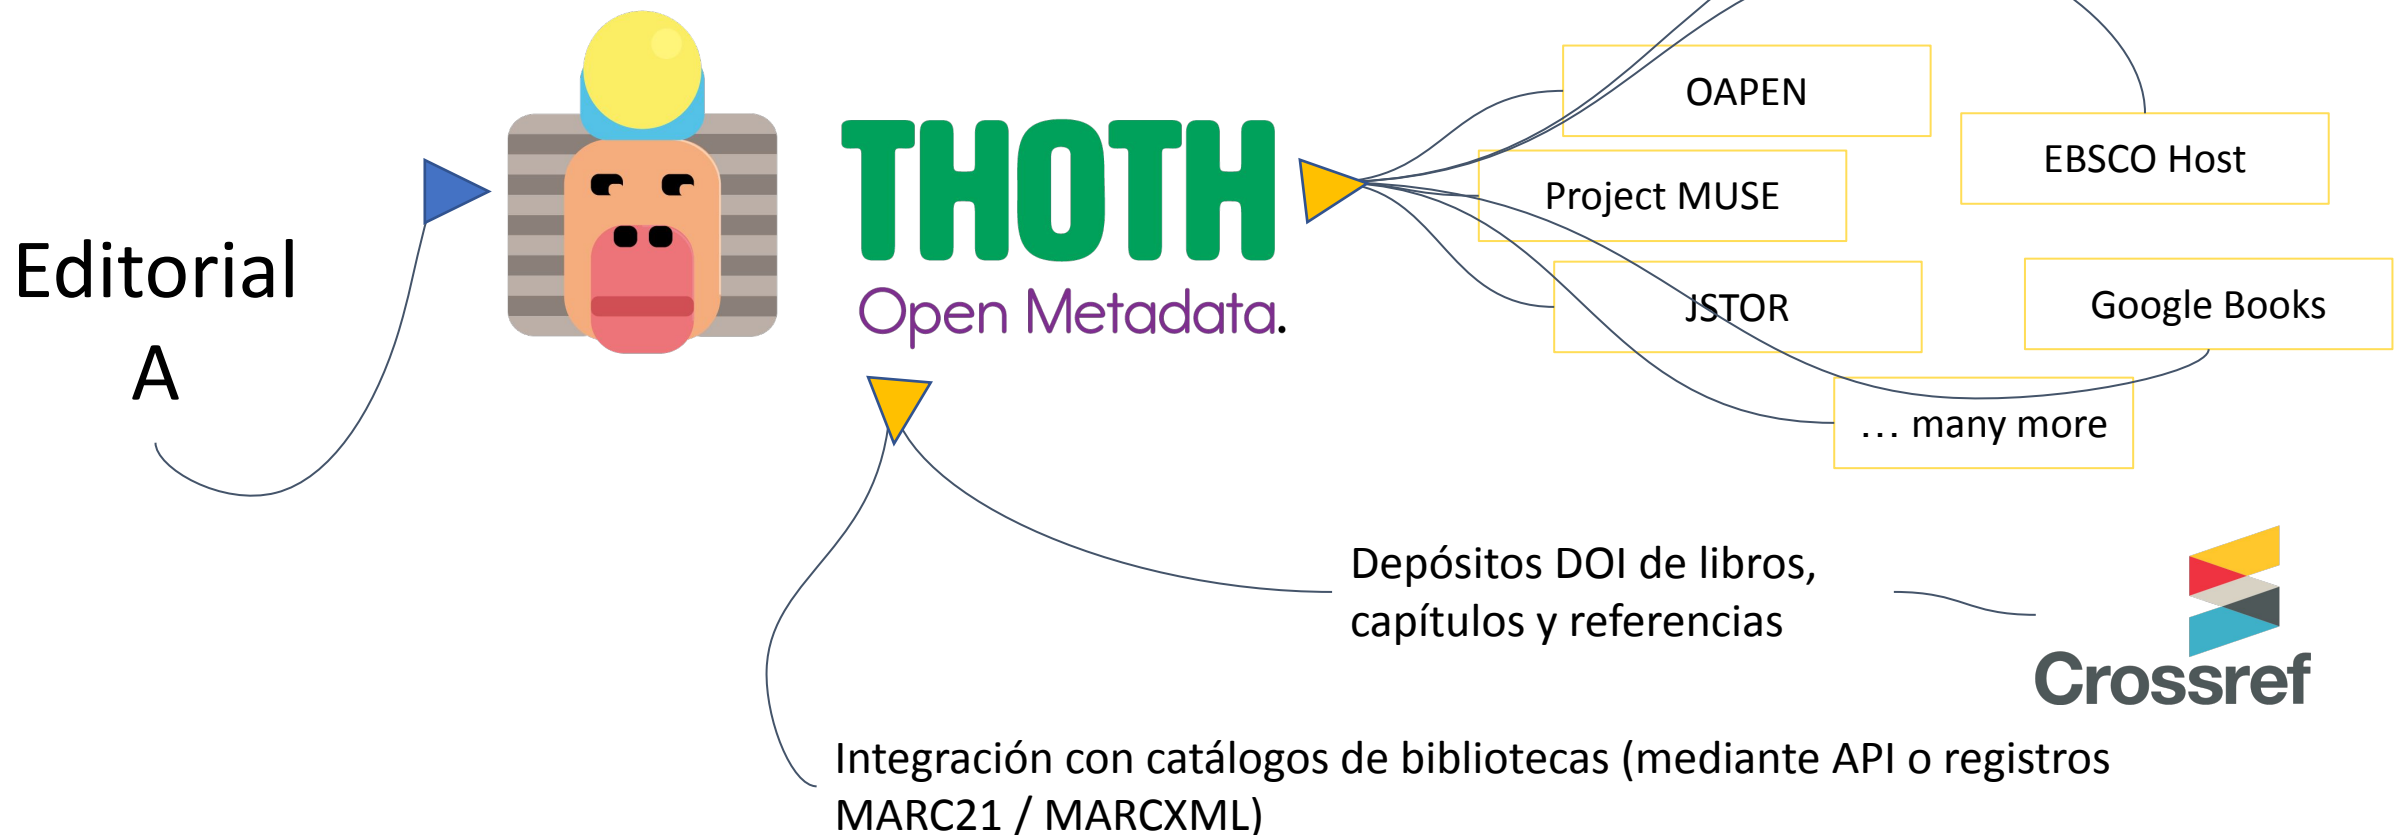 Editorial
A
THOTH
Open Metadata.
OAPEN
EBSCO Host
Project MUSE
JSTOR
Google Books
... many more
Depósitos DOI de libros,
capítulos y referencias
Crossref
Integración con catálogos de bibliotecas (mediante API o registros
MARC21 / MARCXML)